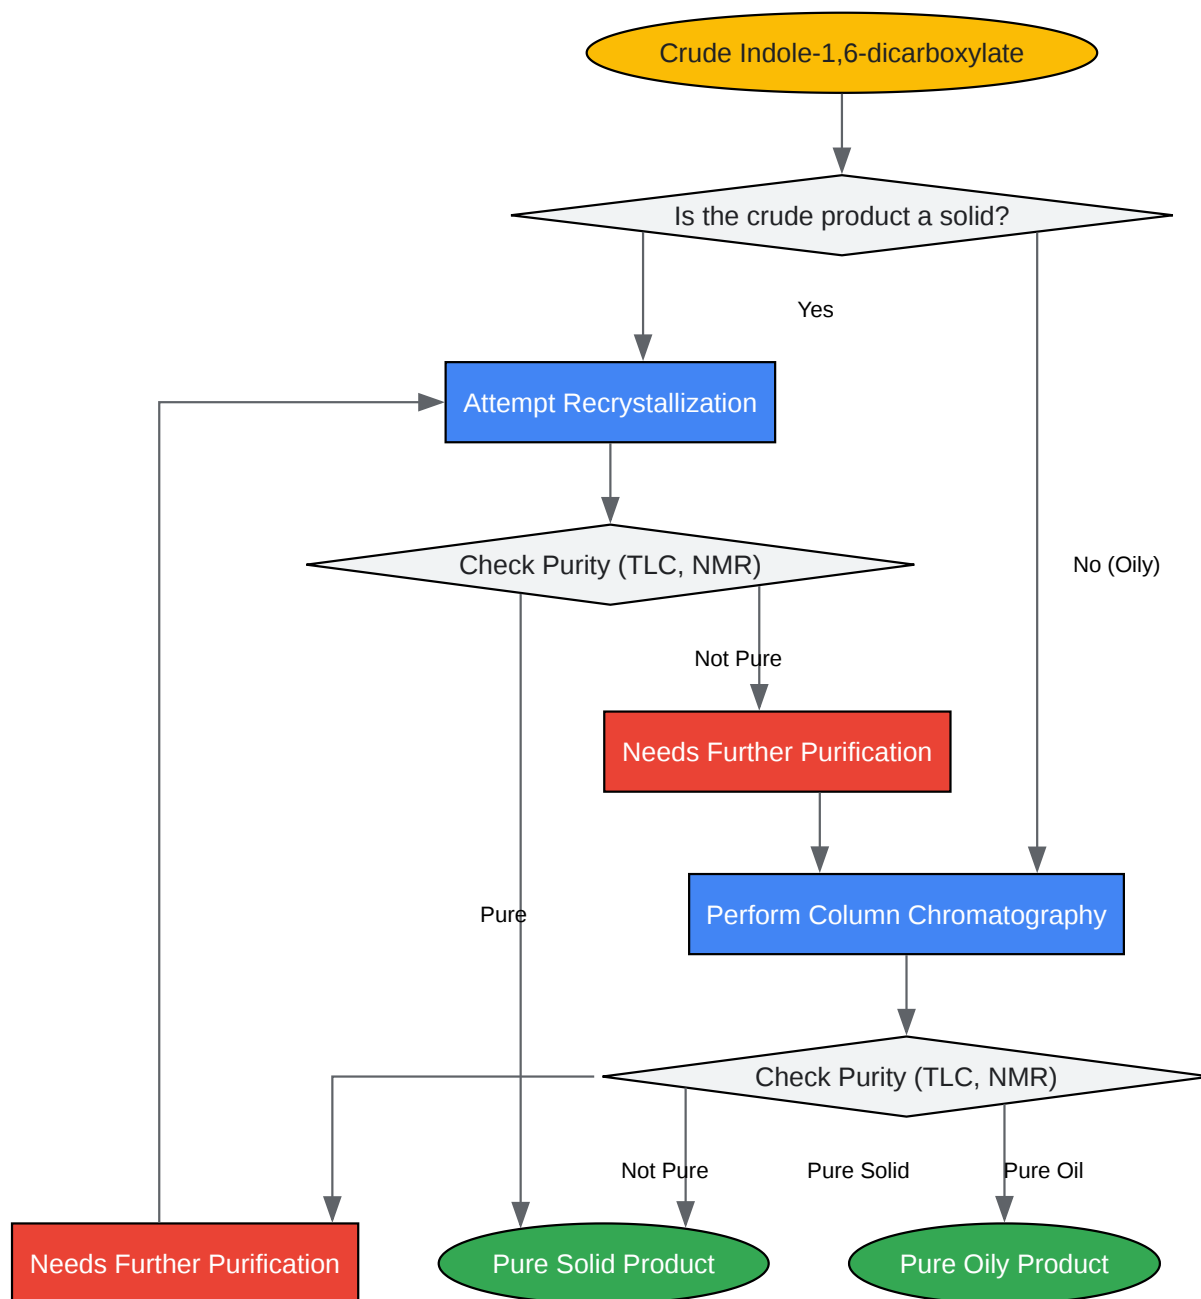 Crude Indole-1,6-dicarboxylate
Is the crude product a solid?
Yes
Attempt Recrystallization
Check Purity (TLC, NMR)
No (Oily)
Not Pure
Needs Further Purification
Pure
Perform Column Chromatography
Check Purity (TLC, NMR)
Not Pure
Pure Solid
Pure Oil
Needs Further Purification
Pure Solid Product
Pure Oily Product